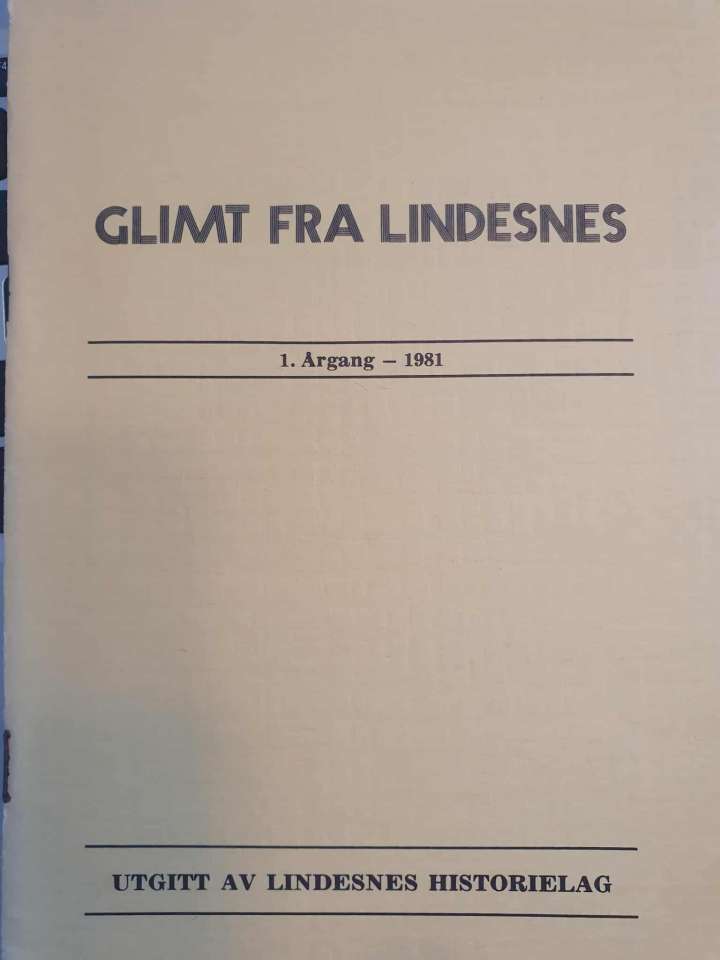 GLIMT FRA LINDESNES
1. Årgang – 1981
UTGITT AV LINDESNES HISTORIELAG